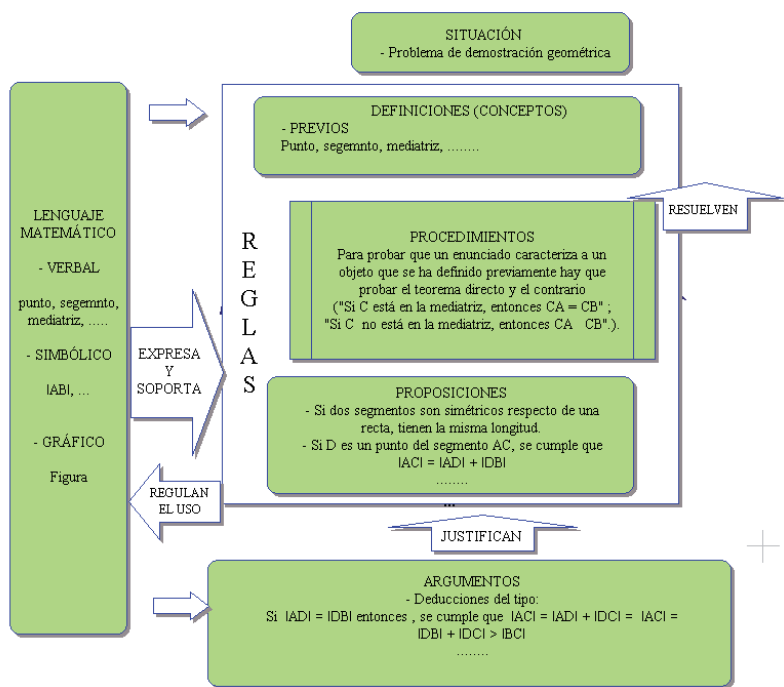 SITUACIÓN
- Problema de demostración geométrica
LENGUAJE
MATEMÁTICO
- VERBAL
punto, segemnto,
mediatriz, .....
- SIMBÓLICO
|AB|, ...
- GRÁFICO
Figura
EXPRESA
Y
SOPORTA
REGULAN
EL USO
REGLAS
DEFINICIONES (CONCEPTOS)
- PREVIOS
Punto, segemnto, mediatriz, ........
PROCEDIMIENTOS
Para probar que un enunciado caracteriza a un
objeto que se ha definido previamente hay que
probar el teorema directo y el contrario
("Si C está en la mediatriz, entonces CA = CB" ;
"Si C  no está en la mediatriz, entonces CA   CB".).
PROPOSICIONES
- Si dos segmentos son simétricos respecto de una
recta, tienen la misma longitud.
- Si D es un punto del segmento AC, se cumple que
|AC| = |AD| + |DB|
........
...
RESUELVEN
JUSTIFICAN
ARGUMENTOS
- Deducciones del tipo:
Si |AD| = |DB| entonces , se cumple que |AC| = |AD| + |DC| = |AC| =
|DB| + |DC| > |BC|
........